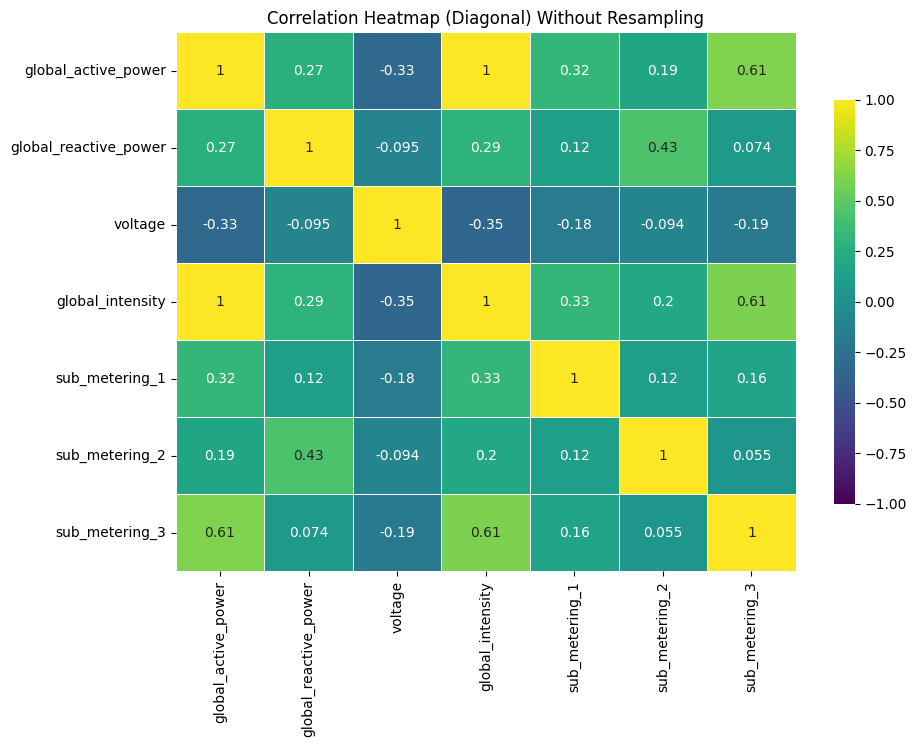 Correlation Heatmap (Diagonal) Without Resampling
global_active_power 1 0.27 -0.33 1 0.32 0.19 0.61
global_reactive_power 0.27 1 -0.095 0.29 0.12 0.43 0.074
voltage -0.33 -0.095 1 -0.35 -0.18 -0.094 -0.19
global_intensity 1 0.29 -0.35 1 0.33 0.2 0.61
sub_metering_1 0.32 0.12 -0.18 0.33 1 0.12 0.16
sub_metering_2 0.19 0.43 -0.094 0.2 0.12 1 0.055
sub_metering_3 0.61 0.074 -0.19 0.61 0.16 0.055 1
global_active_power
global_reactive_power
voltage
global_intensity
sub_metering_1
sub_metering_2
sub_metering_3
1.00
0.75
0.50
0.25
0.00
−0.25
−0.50
−0.75
−1.00